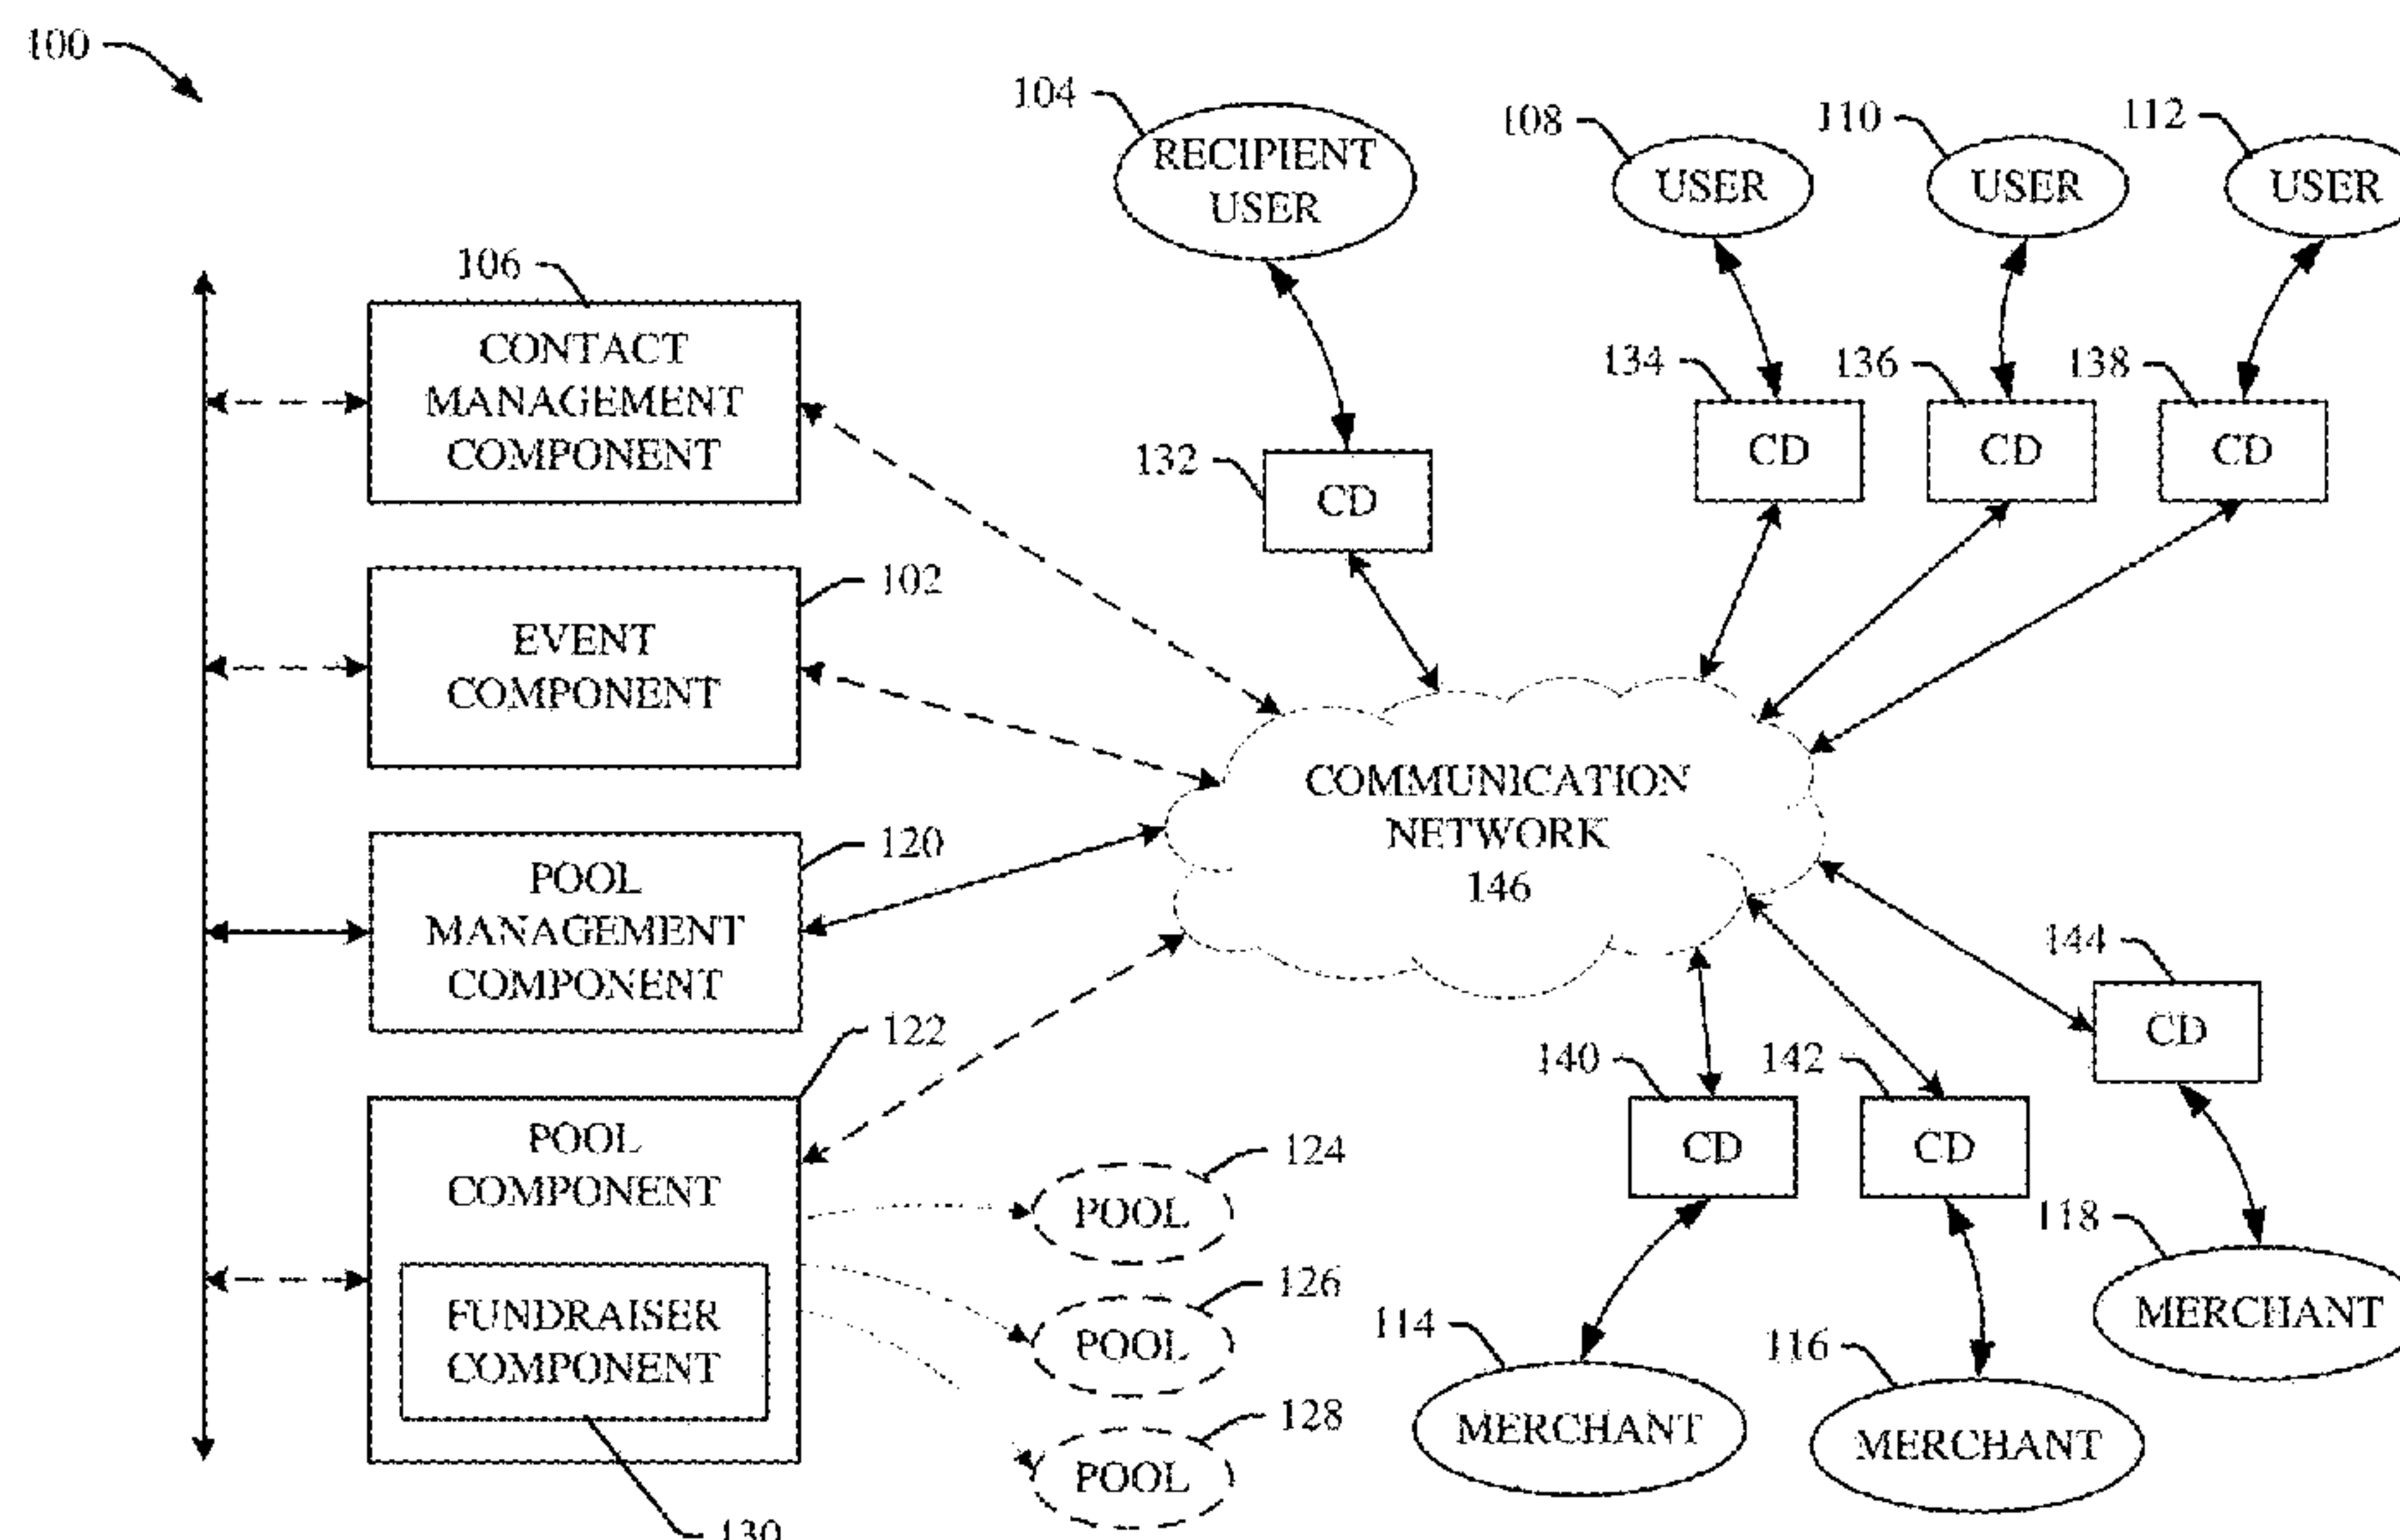 100
104
RECIPIENT
USER
108
USER
110
USER
112
USER
106
CONTACT
MANAGEMENT
COMPONENT
132
CD
134
CD
136
CD
138
CD
102
EVENT
COMPONENT
COMMUNICATION
NETWORK
146
120
POOL
MANAGEMENT
COMPONENT
122
POOL
COMPONENT
FUNDRAISER
COMPONENT
130
124
POOL
126
POOL
128
POOL
140
CD
142
CD
144
CD
114
MERCHANT
116
MERCHANT
118
MERCHANT